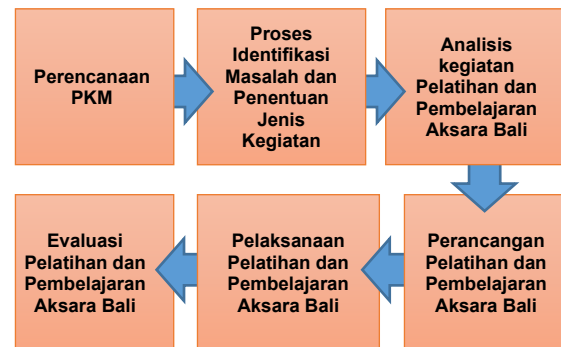 Perencanaan
PKM
Proses
Identifikasi
Masalah dan
Penentuan
Jenis
Kegiatan
Analisis
kegiatan
Pelatihan dan
Pembelajaran
Aksara Bali
Perancangan
Pelatihan dan
Pembelajaran
Aksara Bali
Pelaksanaan
Pelatihan dan
Pembelajaran
Aksara Bali
Evaluasi
Pelatihan dan
Pembelajaran
Aksara Bali